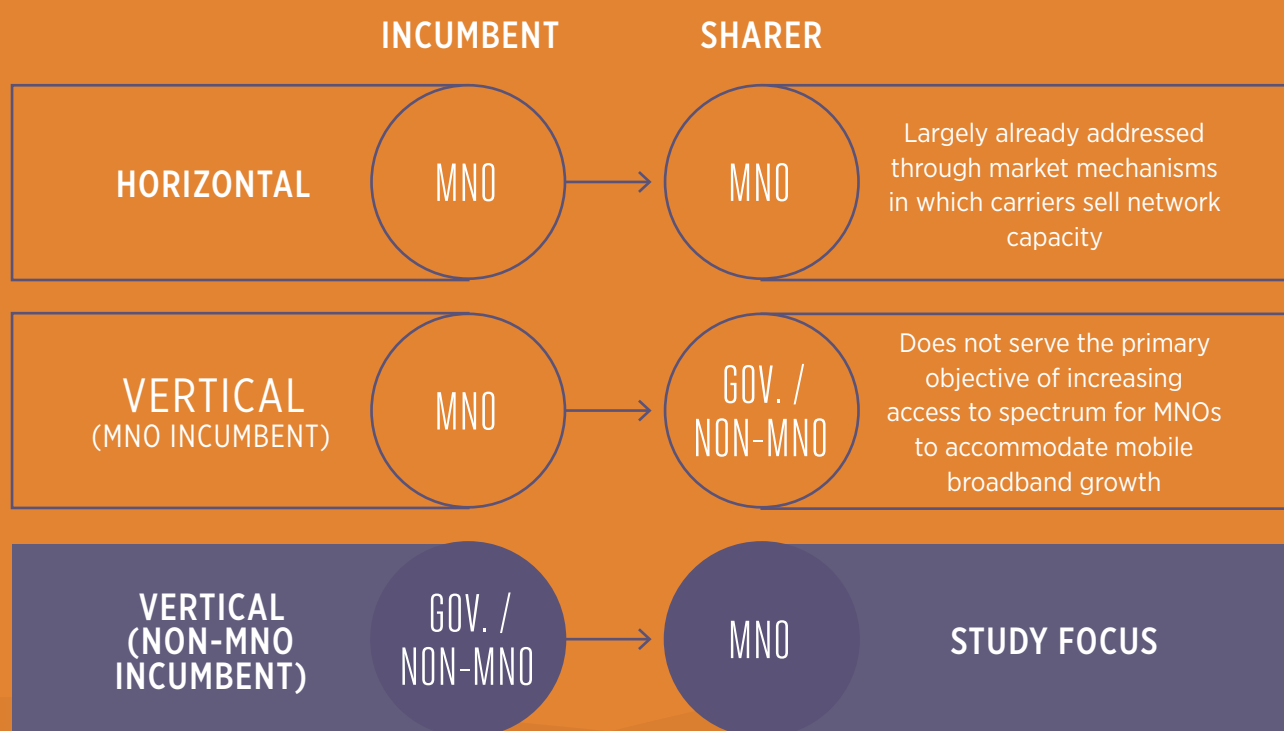 INCUMBENT
SHARER
HORIZONTAL
MNO
MNO
Largely already addressed
through market mechanisms
in which carriers sell network
capacity
VERTICAL
(MNO INCUMBENT)
MNO
GOV. /
NON-MNO
Does not serve the primary
objective of increasing
access to spectrum for MNOs
to accommodate mobile
broadband growth
VERTICAL
(NON-MNO
INCUMBENT)
GOV. /
NON-MNO
MNO
STUDY FOCUS